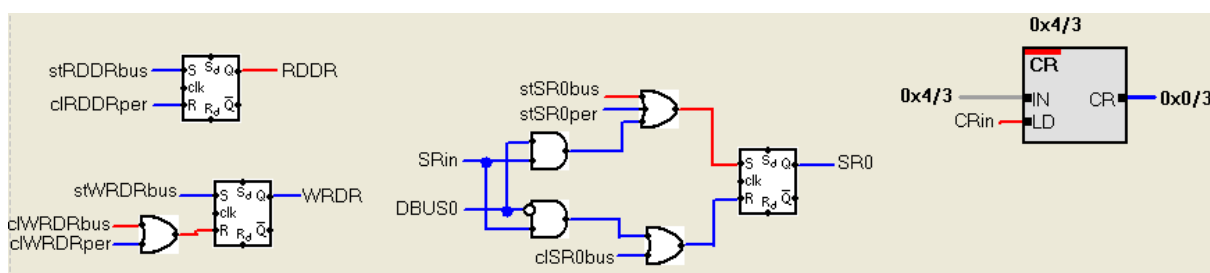 stRDDRbus
S
Sd
Q
RDDR
clk
clRDDRper
R
Rd
Q
stWRDRbus
S
Sd
Q
WRDR
clk
clWRDRbus
R
Rd
Q
clWRDRper
stSR0bus
stSR0per
SRin
S
Sd
Q
SR0
clk
DBUS0
R
Rd
Q
clSR0bus
0x4/3
CR
0x4/3
IN
CR
0x0/3
CRin
LD